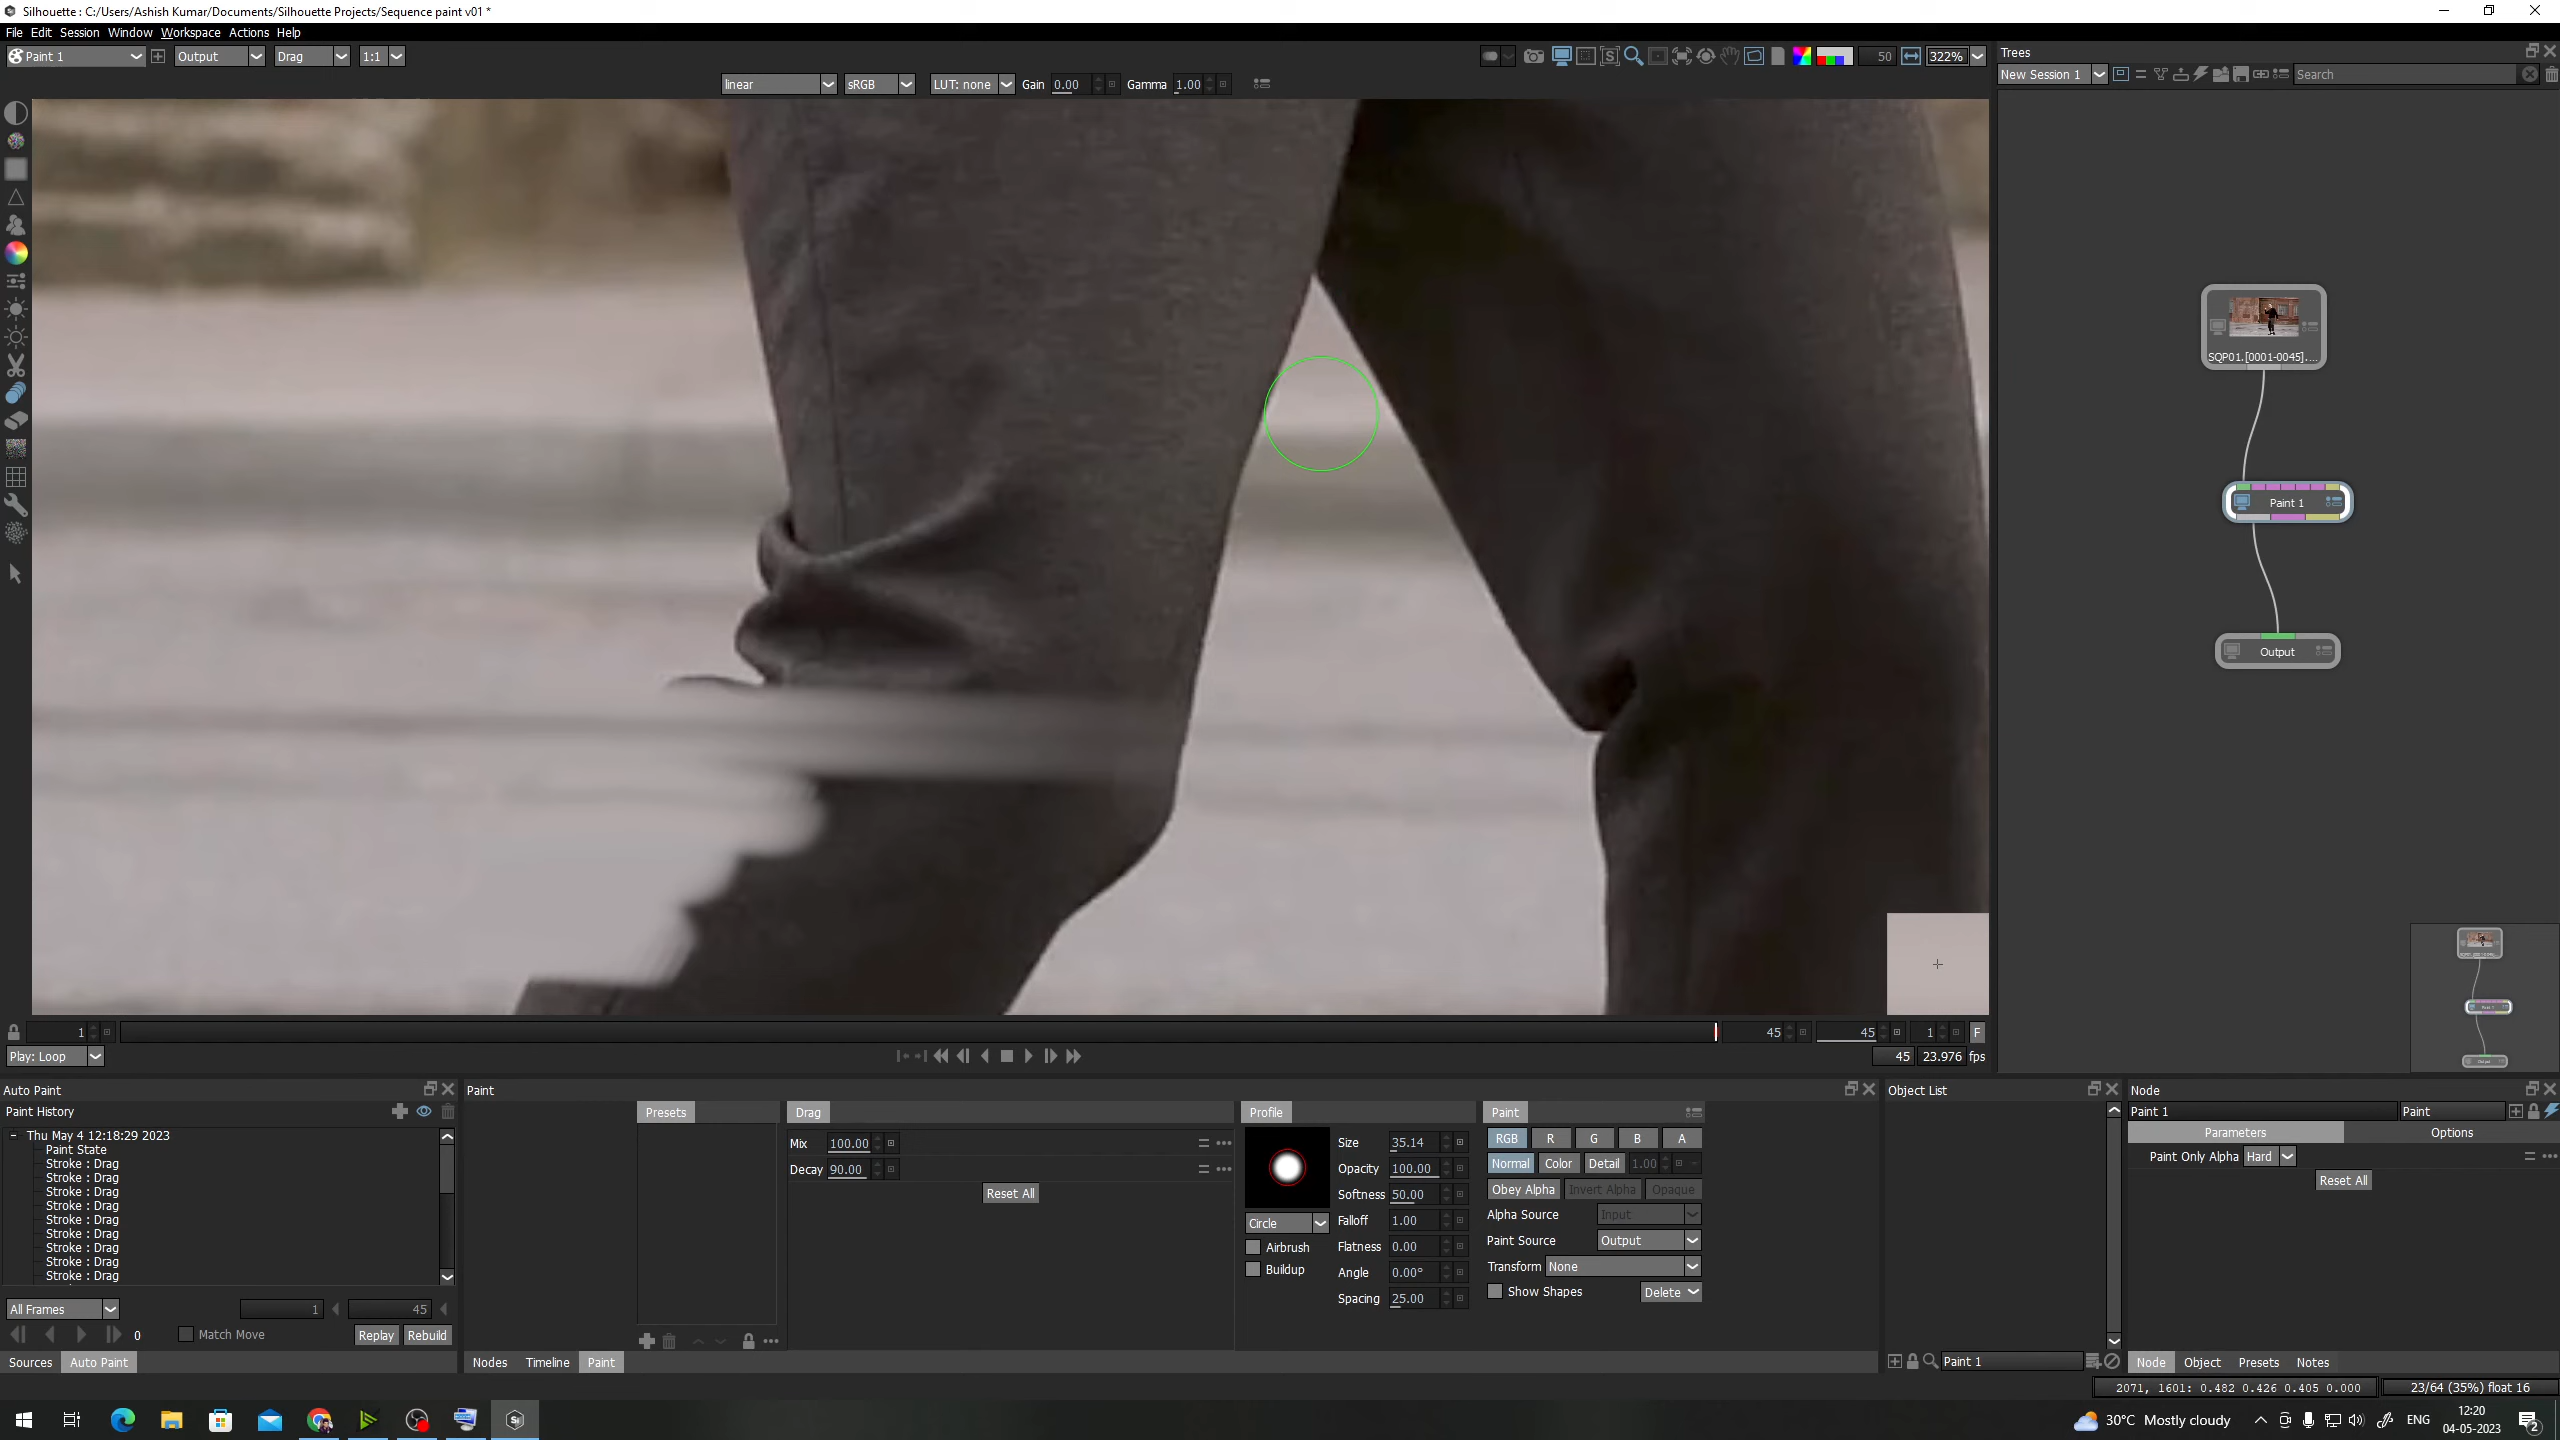 Silhouette : C:/Users/Ashish Kumar/Documents/Silhouette Projects/Sequence paint v01 *
File Edit Session Window Workspace Actions Help
Paint 1 Output Drag 1:1 50 322%
linear sRGB LUT: none Gain 0.00 Gamma 1.00
Trees
New Session 1 Search
SQP01.[0001-0045]....
Paint 1
Output
1 45 45 1 F
Play: Loop 45 23.976 fps
Auto Paint
Paint History
Thu May 4 12:18:29 2023
Paint State
Stroke : Drag
Stroke : Drag
Stroke : Drag
Stroke : Drag
Stroke : Drag
Stroke : Drag
Stroke : Drag
Stroke : Drag
Stroke : Drag
All Frames 1 45
0 Match Move Replay Rebuild
Sources Auto Paint
Paint
Presets
Drag
Mix 100.00
Decay 90.00
Reset All
Profile
Circle
Airbrush
Buildup
Size 35.14
Opacity 100.00
Softness 50.00
Falloff 1.00
Flatness 0.00
Angle 0.00°
Spacing 25.00
Paint
RGB R G B A
Normal Color Detail 1.00
Obey Alpha Invert Alpha Opaque
Alpha Source Input
Paint Source Output
Transform None
Show Shapes Delete
Nodes Timeline Paint
Object List
Paint 1
Node
Paint 1 Paint
Parameters Options
Paint Only Alpha Hard
Reset All
Node Object Presets Notes
2071, 1601: 0.482 0.426 0.405 0.000 23/64 (35%) float 16
30°C Mostly cloudy ENG 12:20
04-05-2023 2